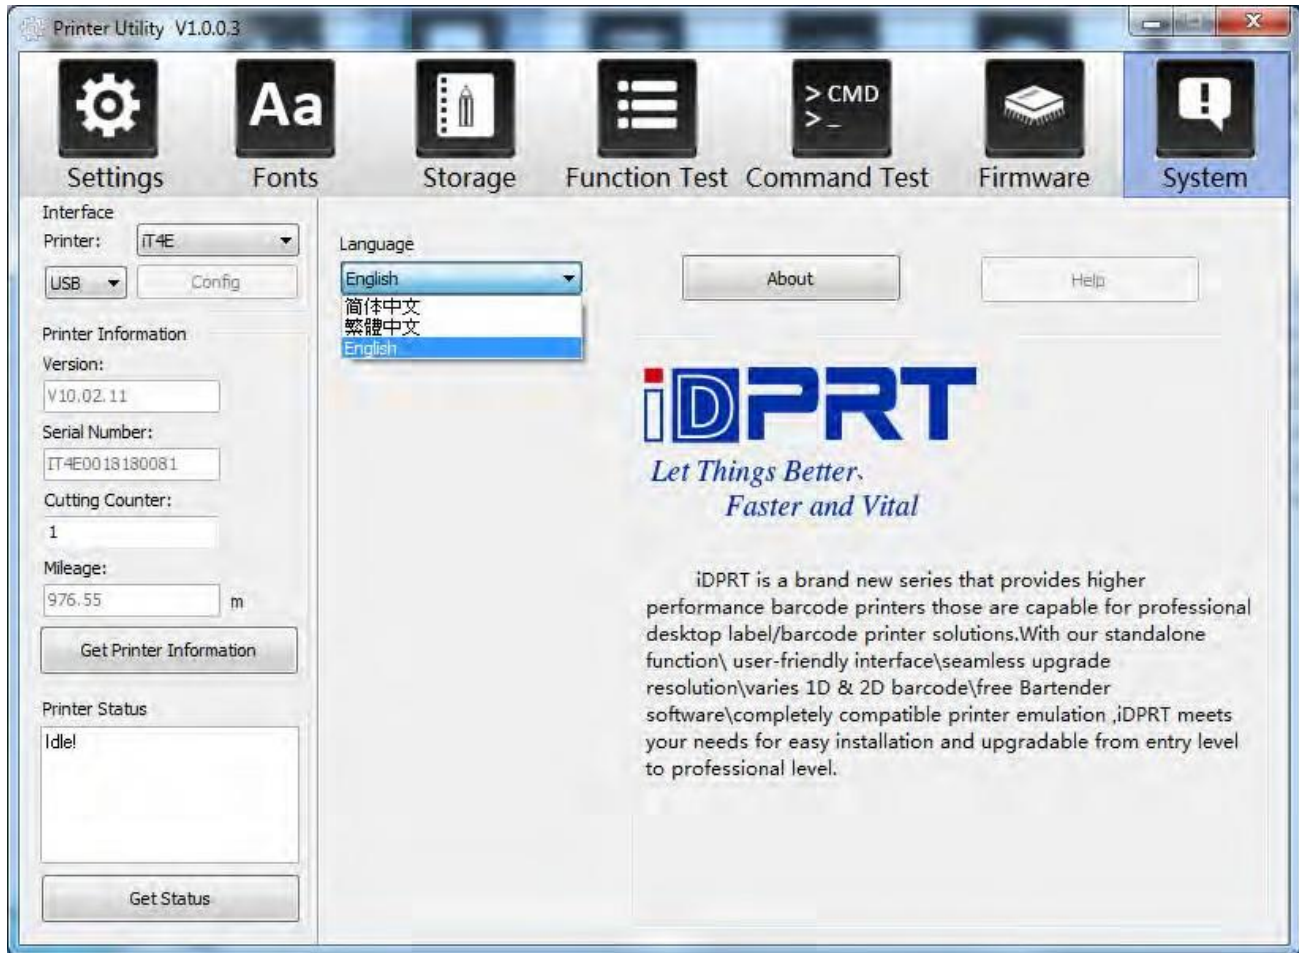 Printer Utility V1.0.0.3
Aa
> CMD
>_
Settings
Fonts
Storage
Function Test
Command Test
Firmware
System
Interface
Printer:
iT4E
USB
Config
Printer Information
Version:
V10.02.11
Serial Number:
IT4E0018180081
Cutting Counter:
1
Mileage:
976.55
m
Get Printer Information
Printer Status
Idle!
Get Status
Language
English
简体中文
繁體中文
English
About
Help
iDPRT
Let Things Better、
Faster and Vital
iDPRT is a brand new series that provides higher
performance barcode printers those are capable for professional
desktop label/barcode printer solutions.With our standalone
function\ user-friendly interface\seamless upgrade
resolution\varies 1D & 2D barcode\free Bartender
software\completely compatible printer emulation ,iDPRT meets
your needs for easy installation and upgradable from entry level
to professional level.